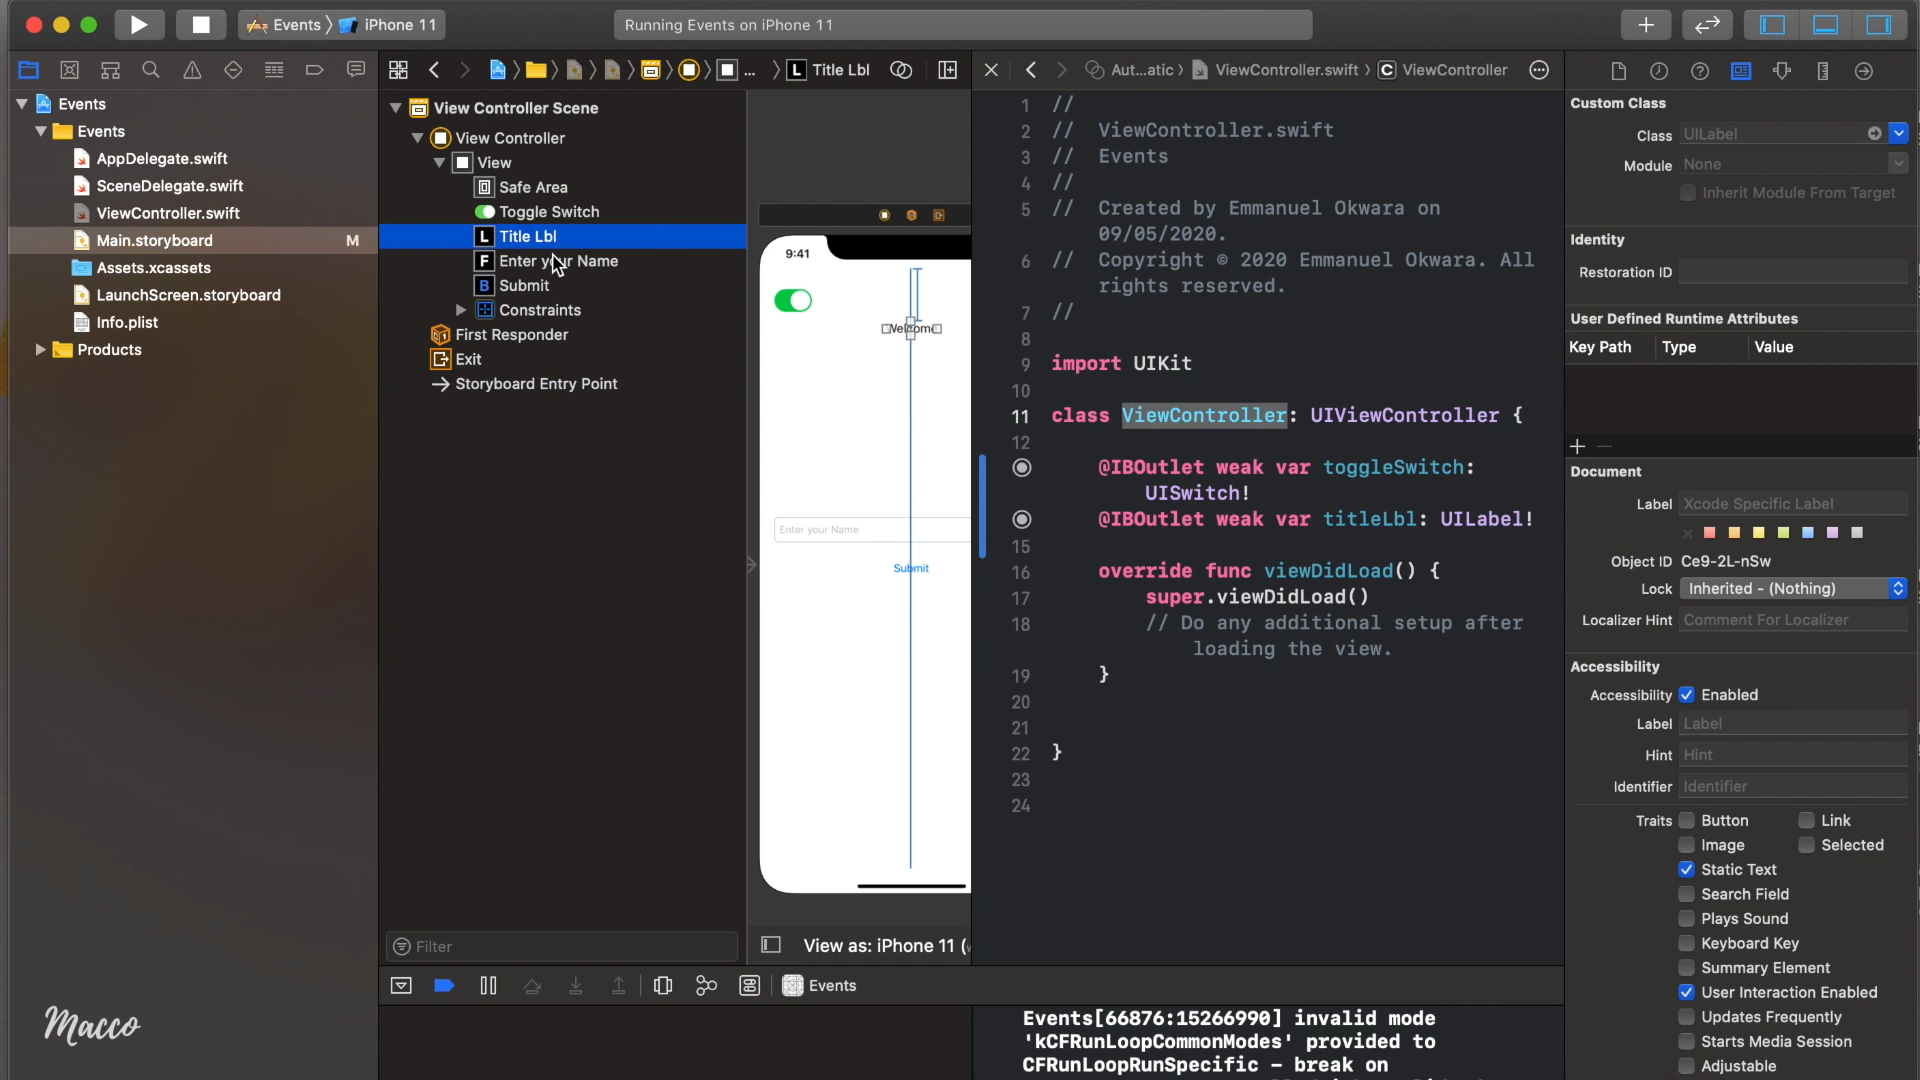 Events
iPhone 11
Running Events on iPhone 11
Title Lbl
Aut...atic
ViewController.swift
ViewController
Events
Events
AppDelegate.swift
SceneDelegate.swift
ViewController.swift
Main.storyboard
M
Assets.xcassets
LaunchScreen.storyboard
Info.plist
Products
Macco
View Controller Scene
View Controller
View
Safe Area
Toggle Switch
L Title Lbl
F Enter your Name
B Submit
Constraints
First Responder
Exit
Storyboard Entry Point
Filter
9:41
Welcome
Enter your Name
Submit
View as: iPhone 11 (
1 //
2 // ViewController.swift
3 // Events
4 //
5 // Created by Emmanuel Okwara on
09/05/2020.
6 // Copyright © 2020 Emmanuel Okwara. All
rights reserved.
7 //
8
9 import UIKit
10
11 class ViewController: UIViewController {
12
@IBOutlet weak var toggleSwitch:
UISwitch!
@IBOutlet weak var titleLbl: UILabel!
15
16 override func viewDidLoad() {
17 super.viewDidLoad()
18 // Do any additional setup after
loading the view.
19 }
20
21
22 }
23
24
Events
Events[66876:15266990] invalid mode
'kCFRunLoopCommonModes' provided to
CFRunLoopRunSpecific - break on
Custom Class
Class UILabel
Module None
Inherit Module From Target
Identity
Restoration ID
User Defined Runtime Attributes
Key Path Type Value
Document
Label Xcode Specific Label
Object ID Ce9-2L-nSw
Lock Inherited - (Nothing)
Localizer Hint Comment For Localizer
Accessibility
Accessibility Enabled
Label Label
Hint Hint
Identifier Identifier
Traits Button Link
Image Selected
Static Text
Search Field
Plays Sound
Keyboard Key
Summary Element
User Interaction Enabled
Updates Frequently
Starts Media Session
Adjustable